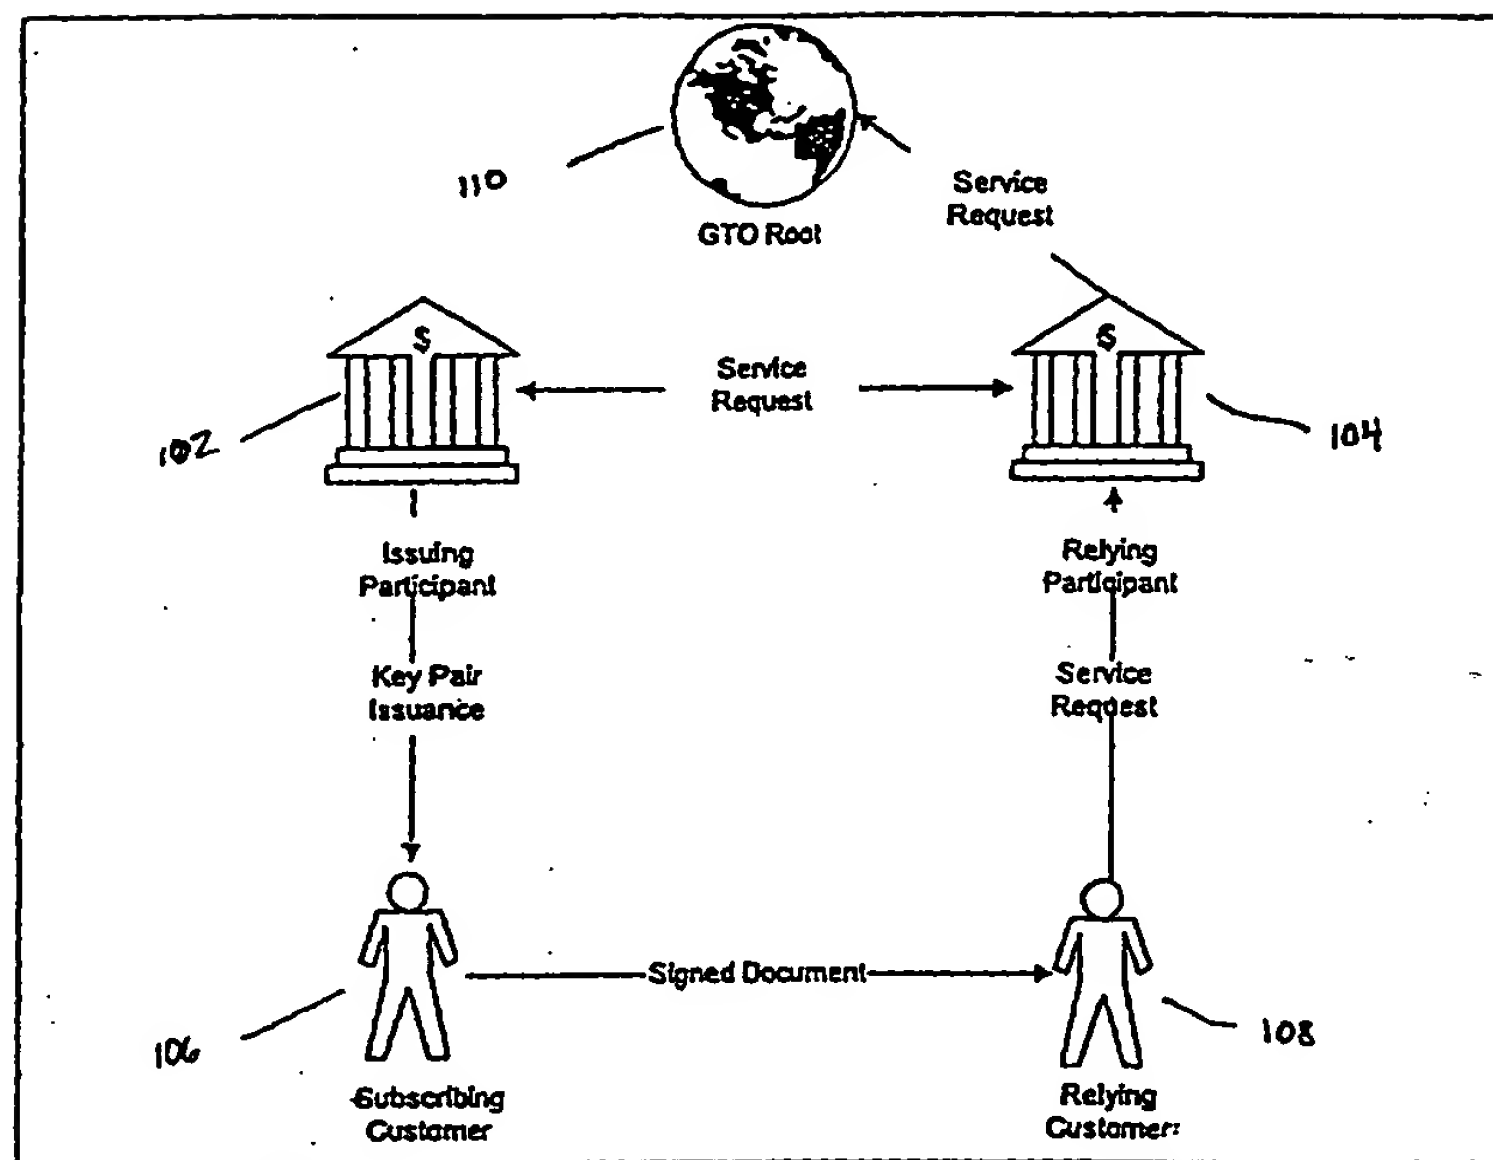 110
GTO Root
Service
Request
$
$
Service
Request
102
104
Issuing
Participant
Relying
Participant
Key Pair
Issuance
Service
Request
Signed Document
106
108
Subscribing
Customer
Relying
Customer